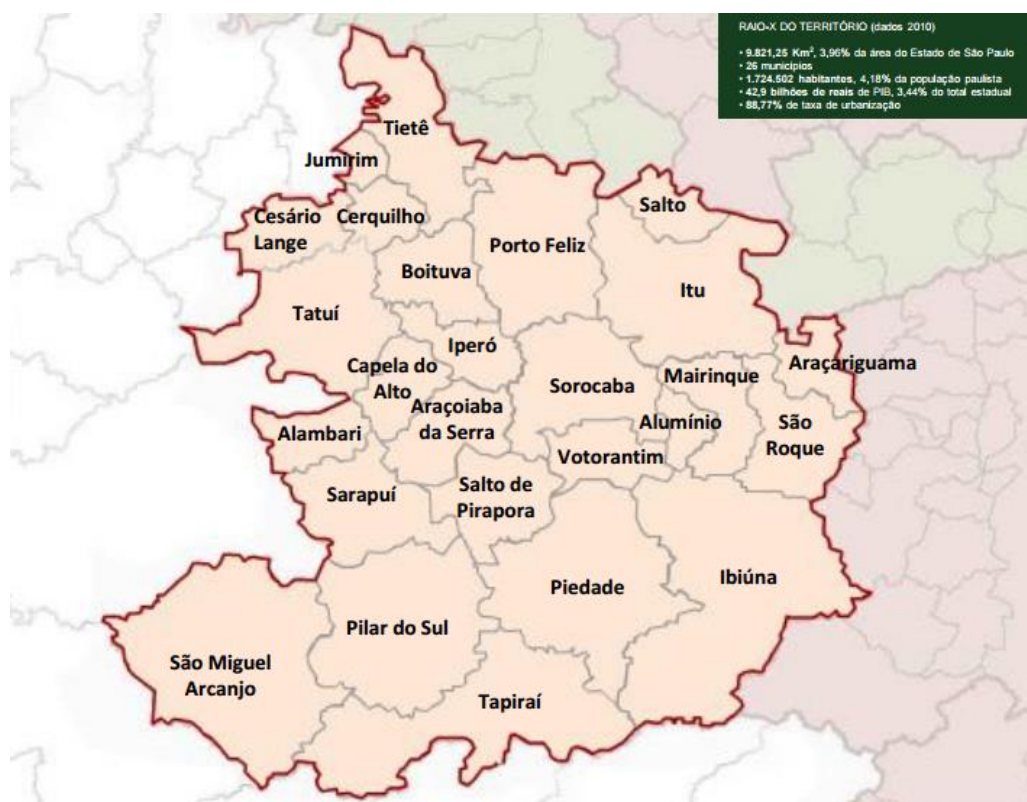 RAIO-X DO TERRITÓRIO (dados 2010)
• 9.821,25 Km², 3,96% da área do Estado de São Paulo
• 26 municípios
• 1.724.502 habitantes, 4,18% da população paulista
• 42,9 bilhões de reais de PIB, 3,44% do total estadual
• 88,77% de taxa de urbanização
Tietê
Jumirim
Cesário
Lange
Cerquilho
Salto
Porto Feliz
Boituva
Itu
Tatuí
Iperó
Capela do
Alto
Araçariguama
Mairinque
Sorocaba
Araçoiaba
da Serra
Alumínio
São
Roque
Alambari
Votorantim
Sarapuí
Salto de
Pirapora
Ibiúna
Piedade
Pilar do Sul
São Miguel
Arcanjo
Tapiraí